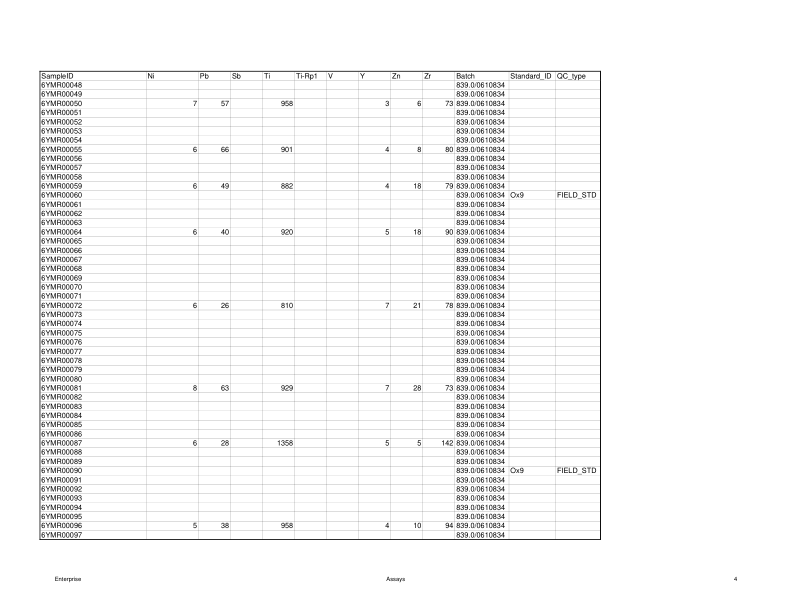 SampleID Ni Pb Sb Ti Ti-Rp1 V Y Zn Zr Batch Standard_ID QC_type
6YMR00048 839.0/0610834
6YMR00049 839.0/0610834
6YMR00050 7 57 958 3 6 73 839.0/0610834
6YMR00051 839.0/0610834
6YMR00052 839.0/0610834
6YMR00053 839.0/0610834
6YMR00054 839.0/0610834
6YMR00055 6 66 901 4 8 80 839.0/0610834
6YMR00056 839.0/0610834
6YMR00057 839.0/0610834
6YMR00058 839.0/0610834
6YMR00059 6 49 882 4 18 79 839.0/0610834
6YMR00060 839.0/0610834 Ox9 FIELD_STD
6YMR00061 839.0/0610834
6YMR00062 839.0/0610834
6YMR00063 839.0/0610834
6YMR00064 6 40 920 5 18 90 839.0/0610834
6YMR00065 839.0/0610834
6YMR00066 839.0/0610834
6YMR00067 839.0/0610834
6YMR00068 839.0/0610834
6YMR00069 839.0/0610834
6YMR00070 839.0/0610834
6YMR00071 839.0/0610834
6YMR00072 6 26 810 7 21 78 839.0/0610834
6YMR00073 839.0/0610834
6YMR00074 839.0/0610834
6YMR00075 839.0/0610834
6YMR00076 839.0/0610834
6YMR00077 839.0/0610834
6YMR00078 839.0/0610834
6YMR00079 839.0/0610834
6YMR00080 839.0/0610834
6YMR00081 8 63 929 7 28 73 839.0/0610834
6YMR00082 839.0/0610834
6YMR00083 839.0/0610834
6YMR00084 839.0/0610834
6YMR00085 839.0/0610834
6YMR00086 839.0/0610834
6YMR00087 6 28 1358 5 5 142 839.0/0610834
6YMR00088 839.0/0610834
6YMR00089 839.0/0610834
6YMR00090 839.0/0610834 Ox9 FIELD_STD
6YMR00091 839.0/0610834
6YMR00092 839.0/0610834
6YMR00093 839.0/0610834
6YMR00094 839.0/0610834
6YMR00095 839.0/0610834
6YMR00096 5 38 958 4 10 94 839.0/0610834
6YMR00097 839.0/0610834
Enterprise Assays 4